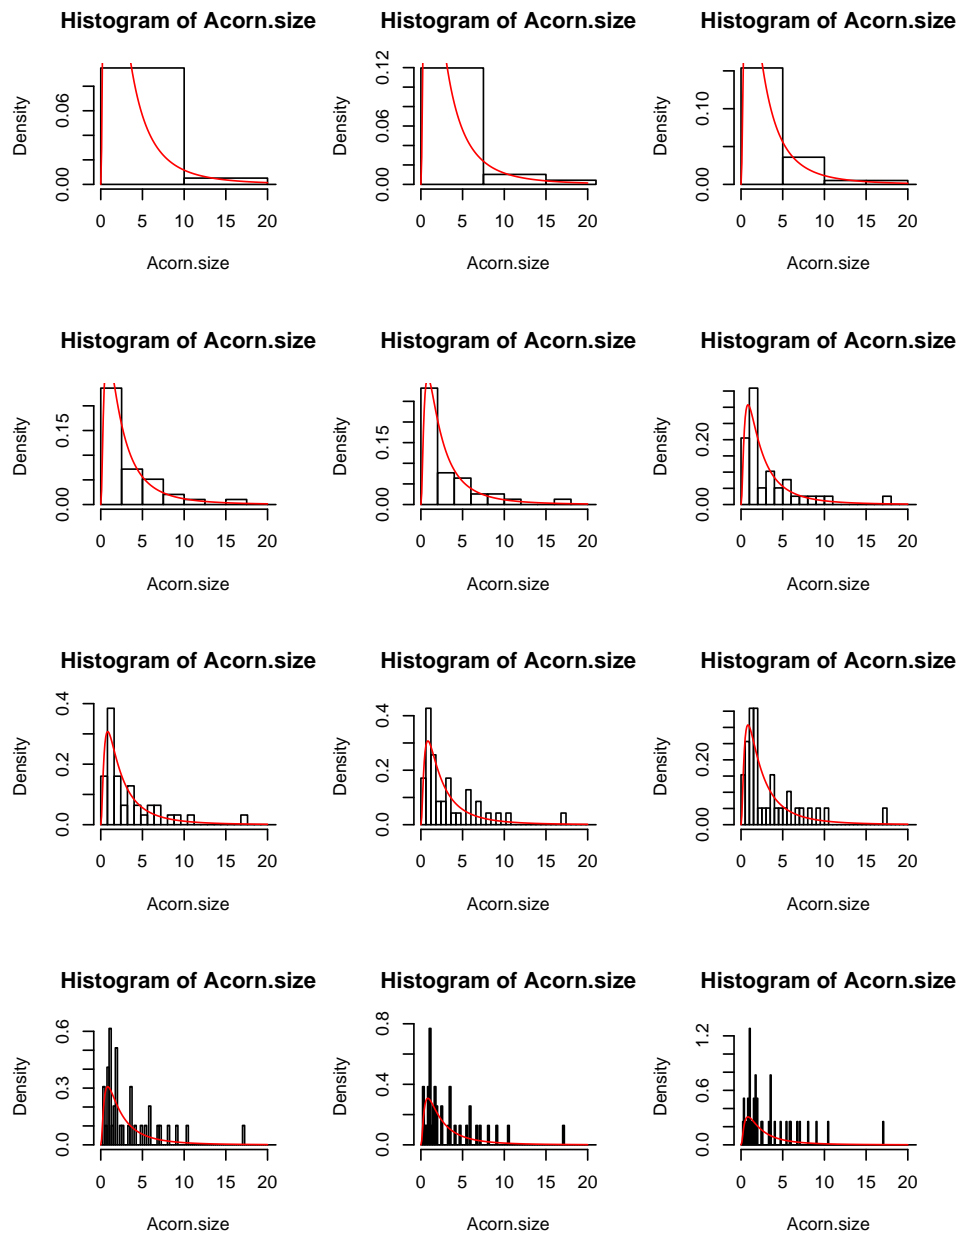 Histogram of Acorn.size
Density
0.00 0.06
0 5 10 15 20
Acorn.size
Histogram of Acorn.size
Density
0.00 0.06 0.12
0 5 10 15 20
Acorn.size
Histogram of Acorn.size
Density
0.00 0.10
0 5 10 15 20
Acorn.size
Histogram of Acorn.size
Density
0.00 0.15
0 5 10 15 20
Acorn.size
Histogram of Acorn.size
Density
0.00 0.15
0 5 10 15 20
Acorn.size
Histogram of Acorn.size
Density
0.00 0.20
0 5 10 15 20
Acorn.size
Histogram of Acorn.size
Density
0.0 0.2 0.4
0 5 10 15 20
Acorn.size
Histogram of Acorn.size
Density
0.0 0.2 0.4
0 5 10 15 20
Acorn.size
Histogram of Acorn.size
Density
0.00 0.20
0 5 10 15 20
Acorn.size
Histogram of Acorn.size
Density
0.0 0.3 0.6
0 5 10 15 20
Acorn.size
Histogram of Acorn.size
Density
0.0 0.4 0.8
0 5 10 15 20
Acorn.size
Histogram of Acorn.size
Density
0.0 0.6 1.2
0 5 10 15 20
Acorn.size